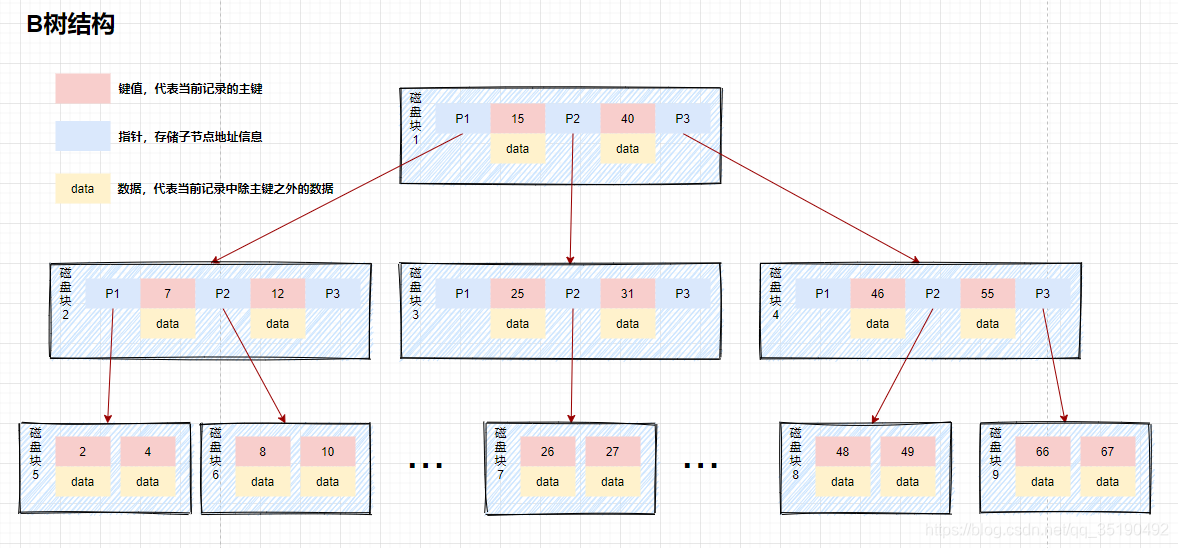 B树结构
键值，代表当前记录的主键
指针，存储子节点地址信息
data 数据，代表当前记录中除主键之外的数据
磁盘块1
P1 15 P2 40 P3
data data
磁盘块2
P1 7 P2 12 P3
data data
磁盘块3
P1 25 P2 31 P3
data data
磁盘块4
P1 46 P2 55 P3
data data
磁盘块5
2 4
data data
磁盘块6
8 10
data data
...
磁盘块7
26 27
data data
...
磁盘块8
48 49
data data
磁盘块9
66 67
data data
https://blog.csdn.net/qq_35190492